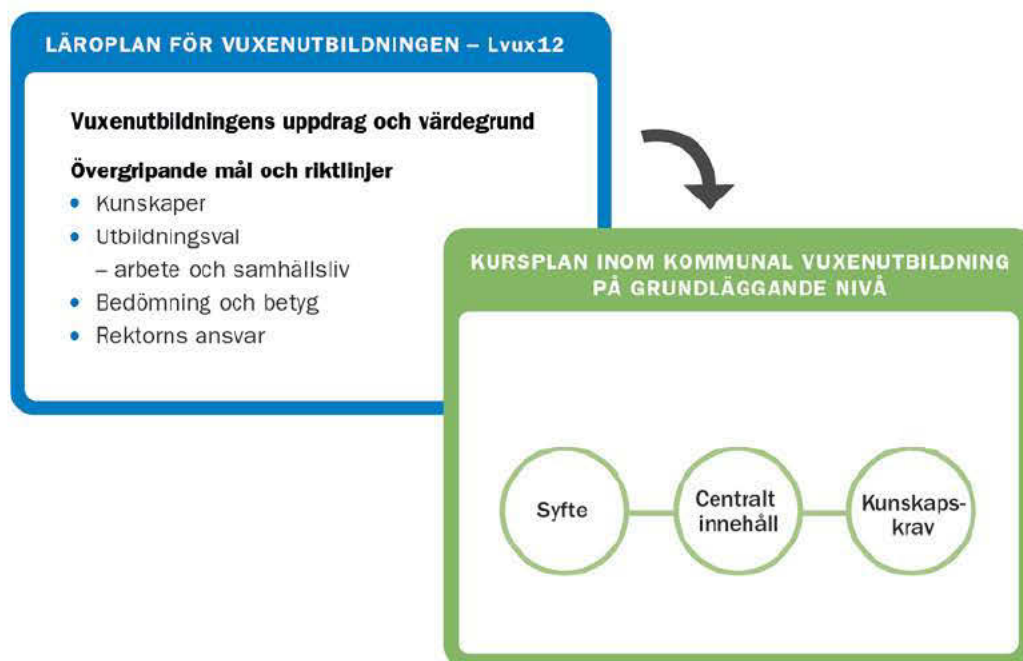 LÄROPLAN FÖR VUXENUTBILDNINGEN – Lvux12
Vuxenutbildningens uppdrag och värdegrund
Övergripande mål och riktlinjer
• Kunskaper
• Utbildningsval
– arbete och samhällsliv
• Bedömning och betyg
• Rektorns ansvar
KURSPLAN INOM KOMMUNAL VUXENUTBILDNING
PÅ GRUNDLÄGGANDE NIVÅ
Syfte
Centralt
innehåll
Kunskaps-
krav